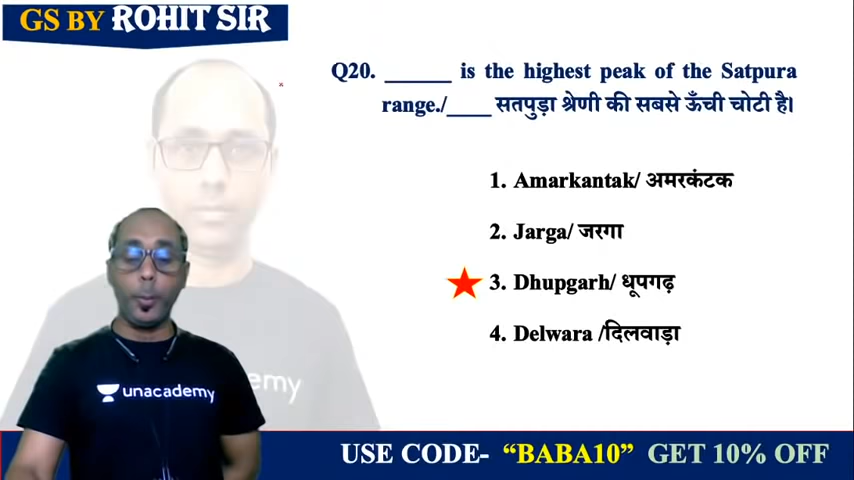 GS BY ROHIT SIR
Q20. ______ is the highest peak of the Satpura
range./____ सतपुड़ा श्रेणी की सबसे ऊँची चोटी है।
1. Amarkantak/ अमरकंटक
2. Jarga/ जरगा
3. Dhupgarh/ धूपगढ़
4. Delwara /दिलवाड़ा
emy
unacademy
USE CODE- “BABA10” GET 10% OFF